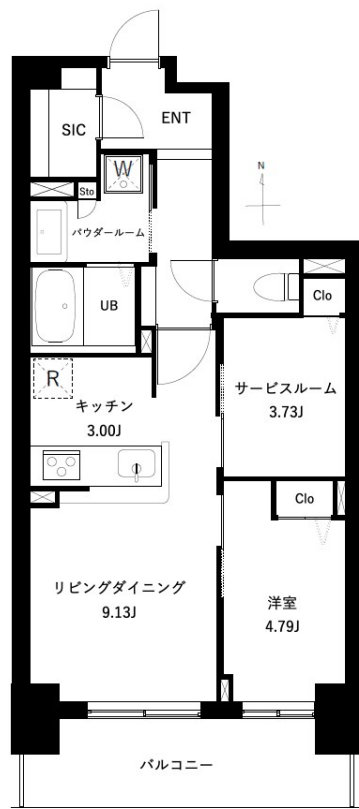 ENT
SIC
N
W
Sto
パウダールーム
UB
Clo
R
キッチン
3.00J
サービスルーム
3.73J
Clo
リビングダイニング
9.13J
洋室
4.79J
バルコニー